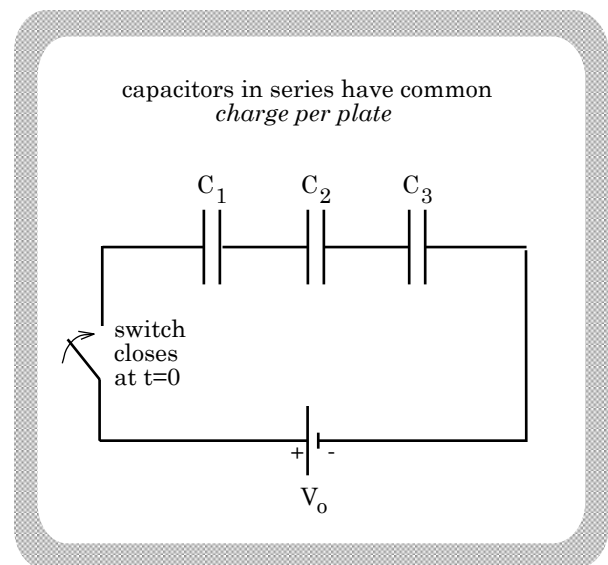 capacitors in series have common
charge per plate
C1 C2 C3
switch
closes
at t=0
+ -
Vo